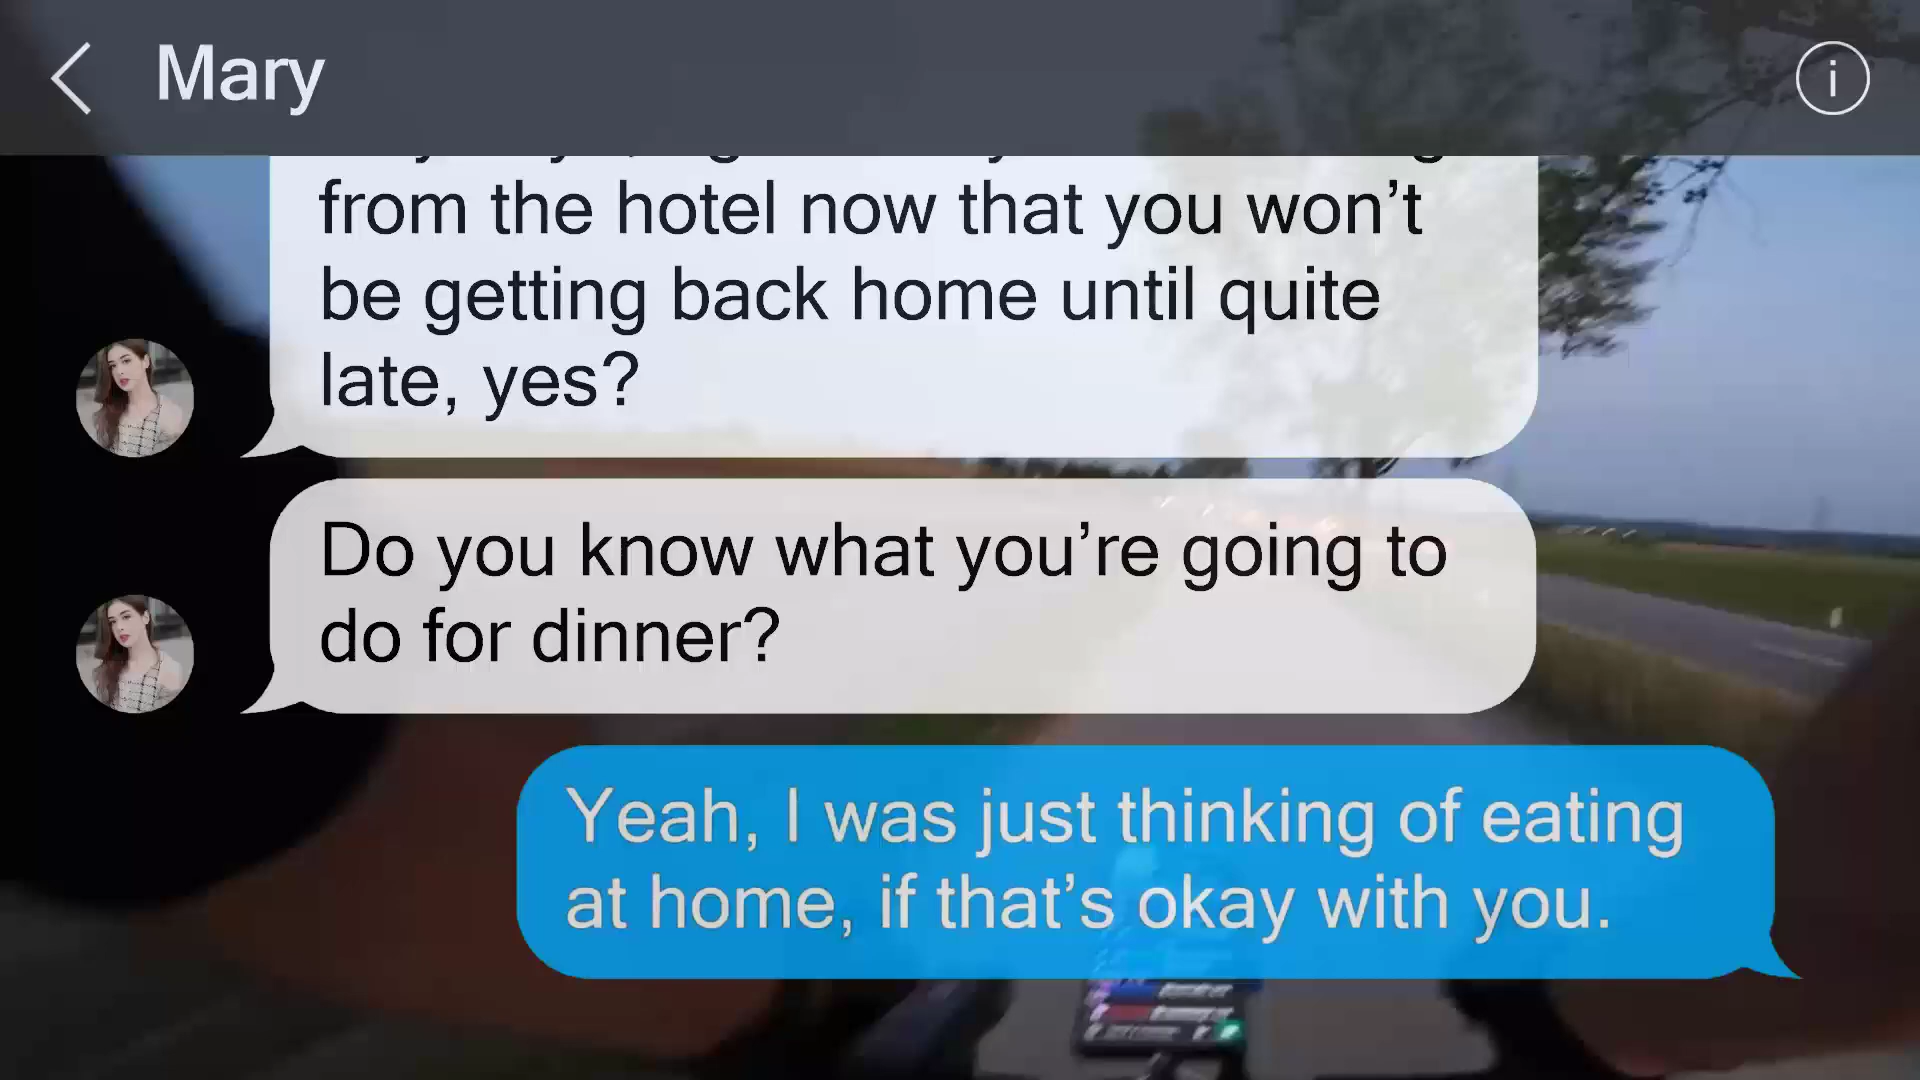 Mary
from the hotel now that you won’t
be getting back home until quite
late, yes?
Do you know what you’re going to
do for dinner?
Yeah, I was just thinking of eating
at home, if that’s okay with you.